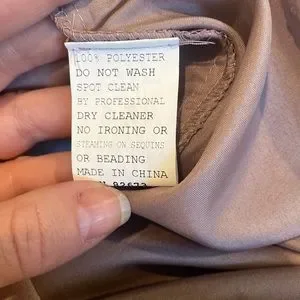 100% POLYESTER
DO NOT WASH
SPOT CLEAN
BY PROFESSIONAL
DRY CLEANER
NO IRONING OR
STEAMING ON SEQUINS
OR BEADING
MADE IN CHINA